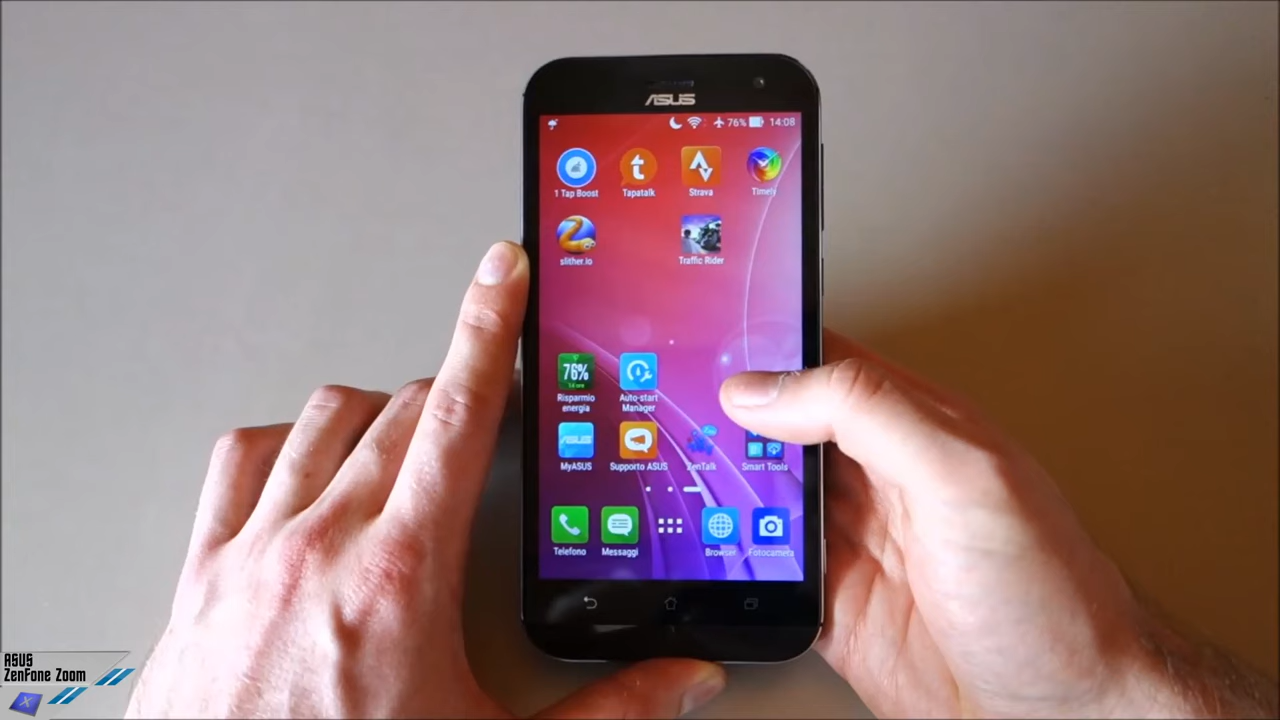 ASUS
76% 14:08
1 Tap Boost Tapatalk Strava Timely
slither.io Traffic Rider
76%
Risparmio energia
Auto-start Manager
ASUS
MyASUS Supporto ASUS ZenTalk Smart Tools
Telefono Messaggi Browser Fotocamera
ASUS
ZenFone Zoom
X